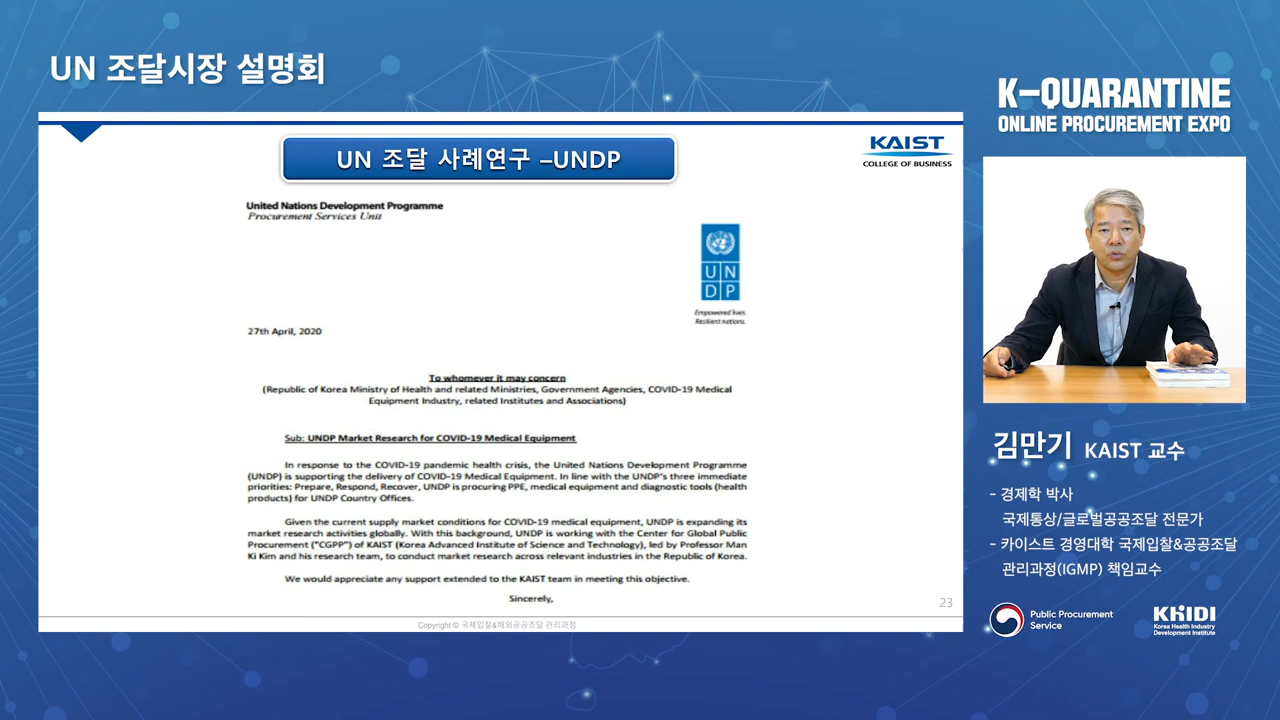 UN 조달시장 설명회
K-QUARANTINE
ONLINE PROCUREMENT EXPO
UN 조달 사례연구 –UNDP
KAIST
COLLEGE OF BUSINESS
United Nations Development Programme
Procurement Services Unit
UN
DP
Empowered lives.
Resilient nations.
27th April, 2020
To whomever it may concern
(Republic of Korea Ministry of Health and related Ministries, Government Agencies, COVID-19 Medical
Equipment Industry, related Institutes and Associations)
Sub: UNDP Market Research for COVID-19 Medical Equipment
In response to the COVID-19 pandemic health crisis, the United Nations Development Programme
(UNDP) is supporting the delivery of COVID-19 Medical Equipment. In line with the UNDP's three immediate
priorities: Prepare, Respond, Recover, UNDP is procuring PPE, medical equipment and diagnostic tools (health
products) for UNDP Country Offices.
Given the current supply market conditions for COVID-19 medical equipment, UNDP is expanding its
market research activities globally. With this background, UNDP is working with the Center for Global Public
Procurement ("CGPP") of KAIST (Korea Advanced Institute of Science and Technology), led by Professor Man
Ki Kim and his research team, to conduct market research across relevant industries in the Republic of Korea.
We would appreciate any support extended to the KAIST team in meeting this objective.
Sincerely,
23
Copyright © 국제입찰&해외공공조달 관리과정
김만기 KAIST 교수
- 경제학 박사
국제통상/글로벌공공조달 전문가
- 카이스트 경영대학 국제입찰&공공조달
관리과정(IGMP) 책임교수
Public Procurement
Service
KHIDI
Korea Health Industry
Development Institute